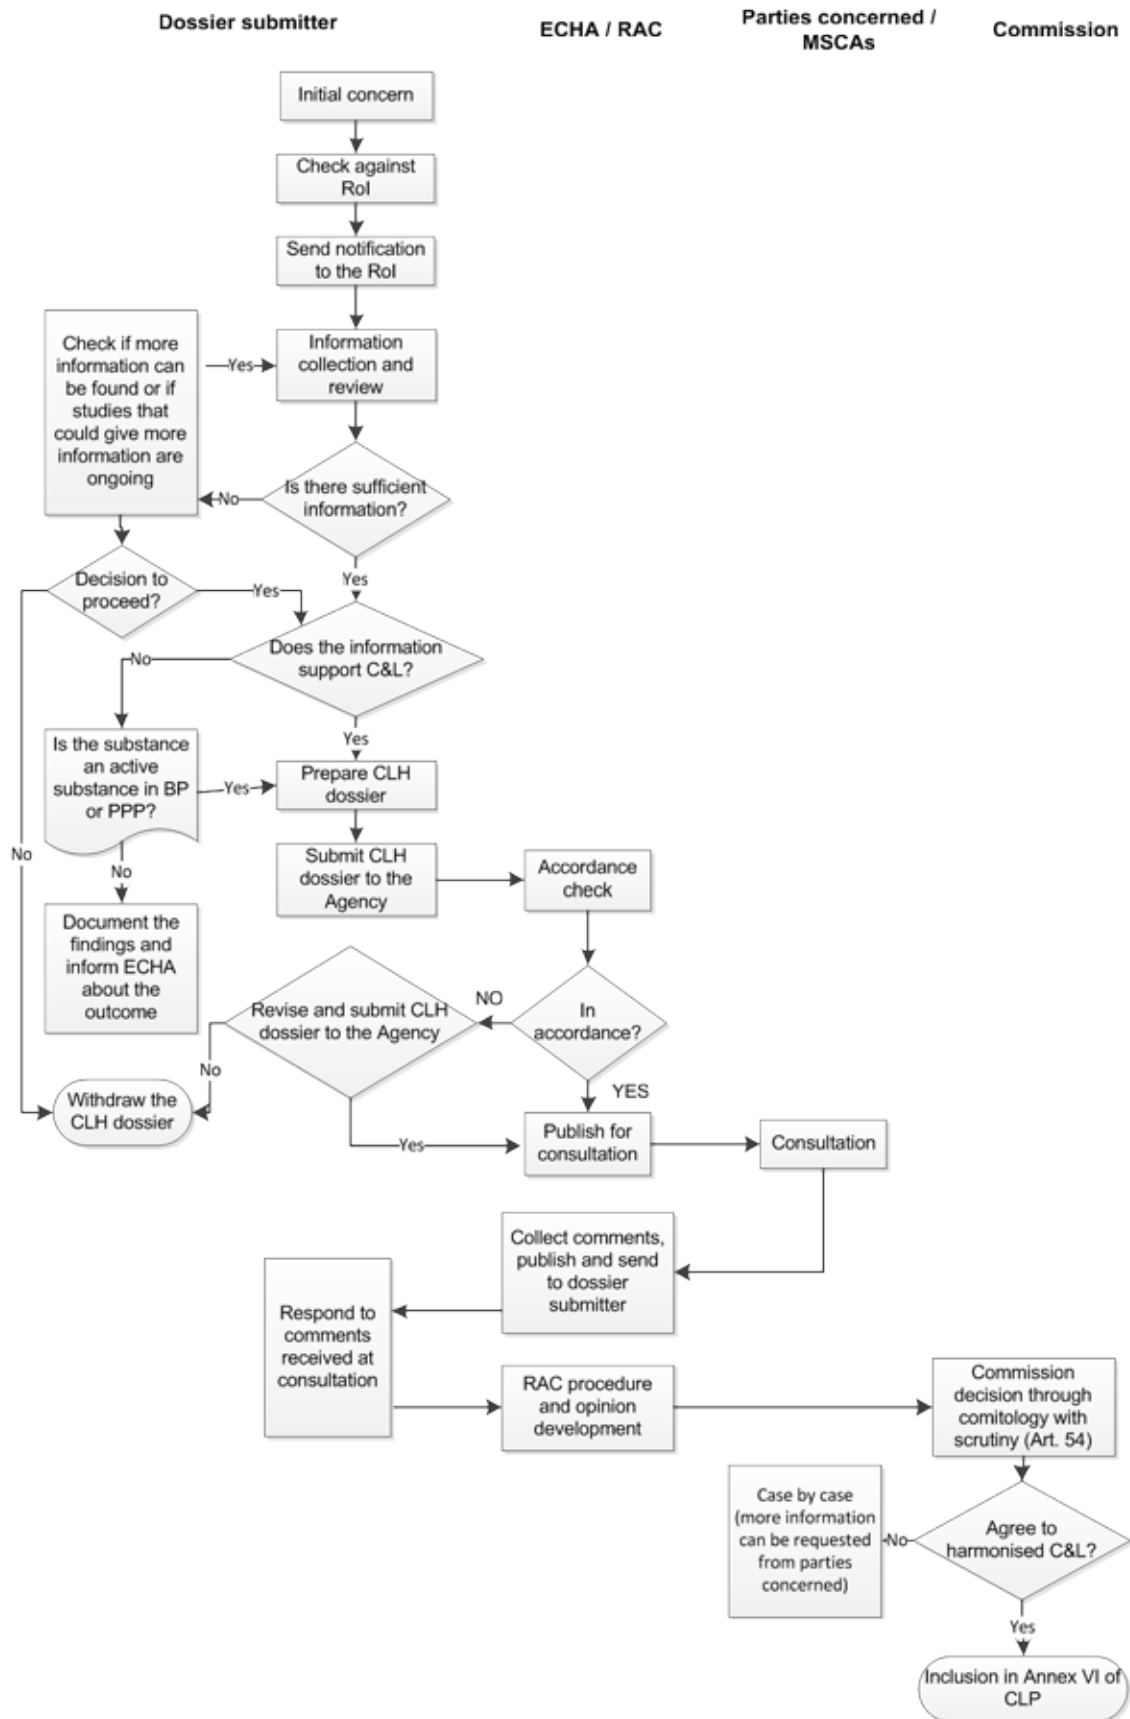 Dossier submitter
ECHA / RAC
Parties concerned /
MSCAs
Commission
Initial concern
Check against
RoI
Send notification
to the RoI
Check if more
information can
be found or if
studies that
could give more
information are
ongoing
Yes
Information
collection and
review
No
Is there sufficient
information?
Yes
Decision to
proceed?
Yes
Does the information
support C&L?
No
Yes
Is the substance
an active
substance in BP
or PPP?
Yes
Prepare CLH
dossier
No
No
Submit CLH
dossier to the
Agency
Accordance
check
Document the
findings and
inform ECHA
about the
outcome
Revise and submit CLH
dossier to the Agency
NO
In
accordance?
No
YES
Withdraw the
CLH dossier
Yes
Publish for
consultation
Consultation
Collect comments,
publish and send
to dossier
submitter
Respond to
comments
received at
consultation
RAC procedure
and opinion
development
Commission
decision through
comitology with
scrutiny (Art. 54)
Case by case
(more information
can be requested
from parties
concerned)
No
Agree to
harmonised C&L?
Yes
Inclusion in Annex VI of
CLP